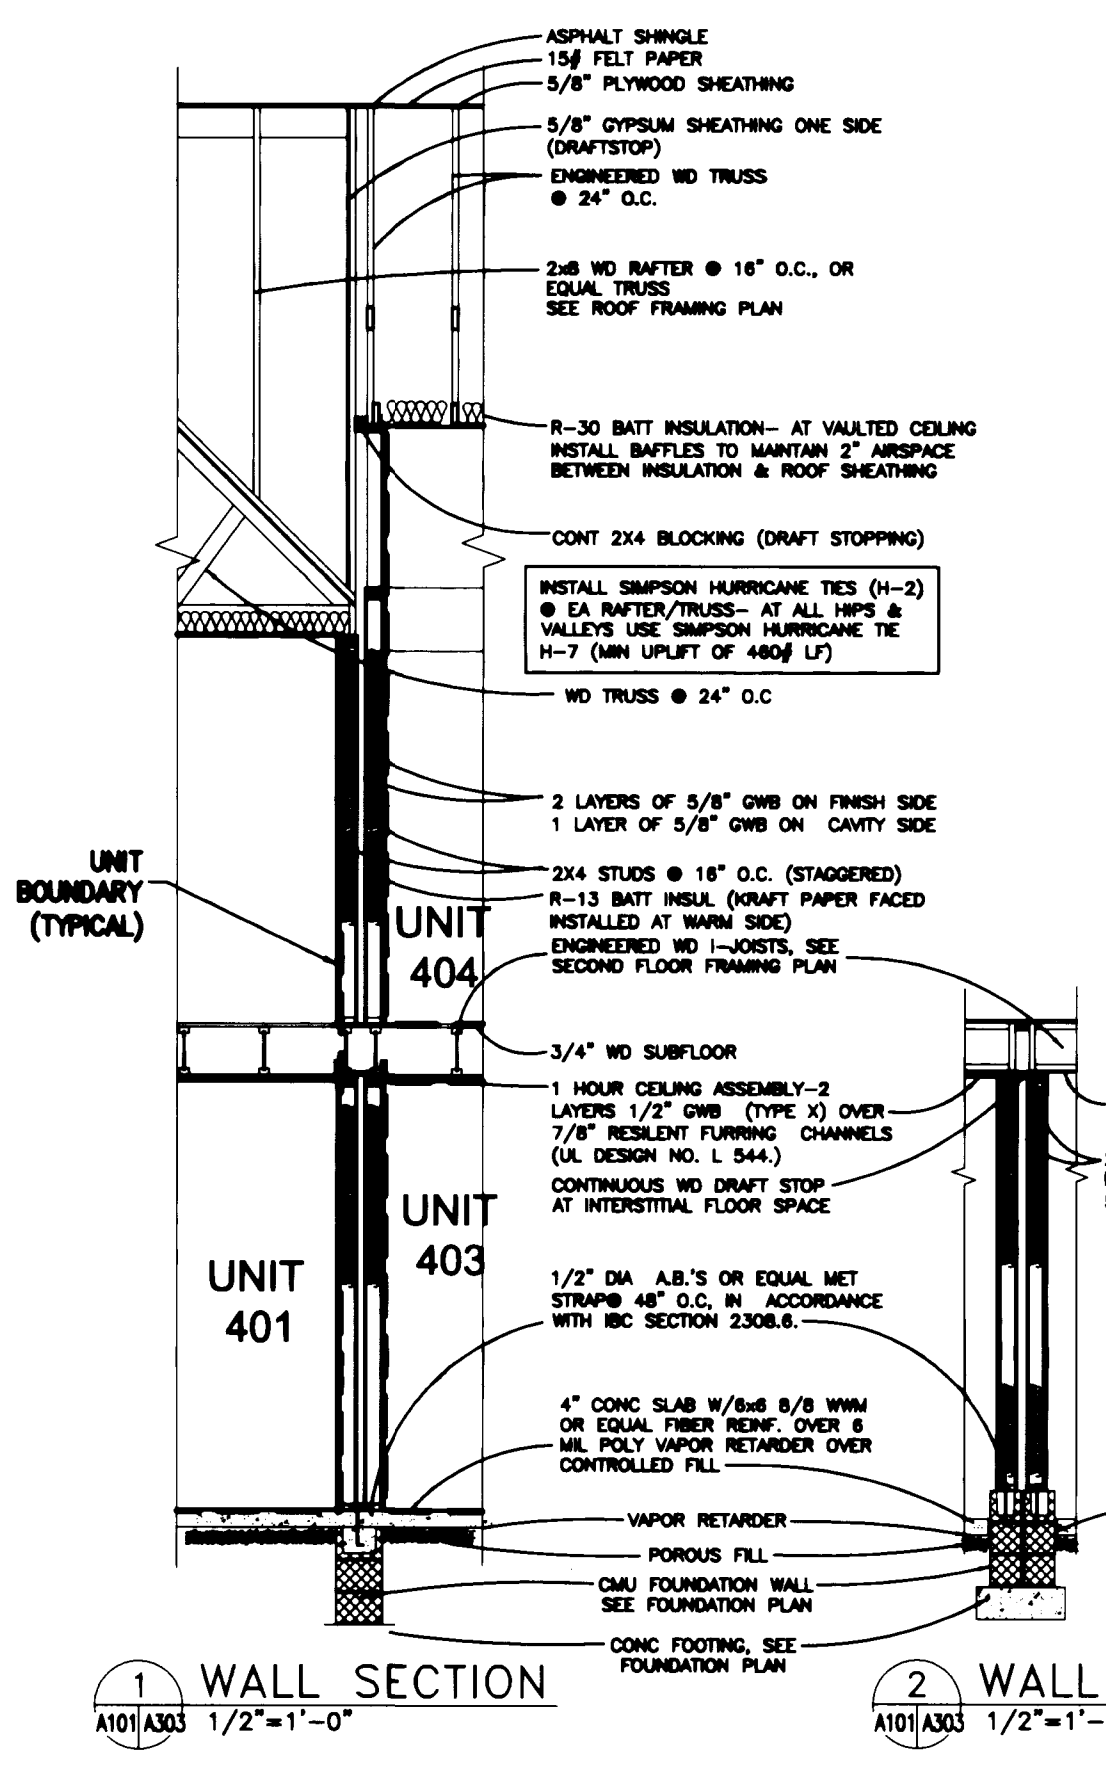 ASPHALT SHINGLE
15# FELT PAPER
5/8" PLYWOOD SHEATHING
5/8" GYPSUM SHEATHING ONE SIDE
(DRAFTSTOP)
ENGINEERED WD TRUSS
@ 24" O.C.
2x6 WD RAFTER @ 16" O.C., OR
EQUAL TRUSS
SEE ROOF FRAMING PLAN
R-30 BATT INSULATION- AT VAULTED CEILING
INSTALL BAFFLES TO MAINTAIN 2" AIRSPACE
BETWEEN INSULATION & ROOF SHEATHING
CONT 2X4 BLOCKING (DRAFT STOPPING)
INSTALL SIMPSON HURRICANE TIES (H-2)
@ EA RAFTER/TRUSS- AT ALL HIPS &
VALLEYS USE SIMPSON HURRICANE TIE
H-7 (MIN UPLIFT OF 460# LF)
WD TRUSS @ 24" O.C
2 LAYERS OF 5/8" GWB ON FINISH SIDE
1 LAYER OF 5/8" GWB ON CAVITY SIDE
UNIT
BOUNDARY
(TYPICAL)
2X4 STUDS @ 16" O.C. (STAGGERED)
R-13 BATT INSUL (KRAFT PAPER FACED
INSTALLED AT WARM SIDE)
UNIT
404
ENGINEERED WD I-JOISTS, SEE
SECOND FLOOR FRAMING PLAN
3/4" WD SUBFLOOR
1 HOUR CEILING ASSEMBLY-2
LAYERS 1/2" GWB (TYPE X) OVER
7/8" RESILENT FURRING CHANNELS
(UL DESIGN NO. L 544.)
CONTINUOUS WD DRAFT STOP
AT INTERSTITIAL FLOOR SPACE
UNIT
403
UNIT
401
1/2" DIA A.B.'S OR EQUAL MET
STRAP@ 48" O.C, IN ACCORDANCE
WITH IBC SECTION 2308.6.
4" CONC SLAB W/6x6 8/8 WWM
OR EQUAL FIBER REINF. OVER 6
MIL POLY VAPOR RETARDER OVER
CONTROLLED FILL
VAPOR RETARDER
POROUS FILL
CMU FOUNDATION WALL
SEE FOUNDATION PLAN
CONC FOOTING, SEE
FOUNDATION PLAN
1 WALL SECTION
A101 A303 1/2"=1'-0"
2 WALL
A101 A303 1/2"=1'-